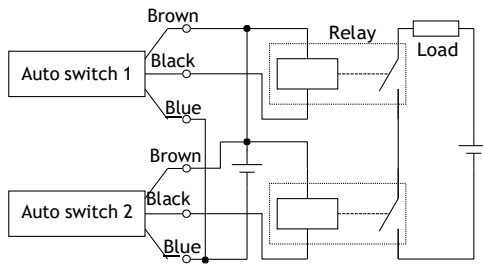 Brown
Relay
Load
Black
Auto switch 1
Blue
Brown
Black
Auto switch 2
Blue